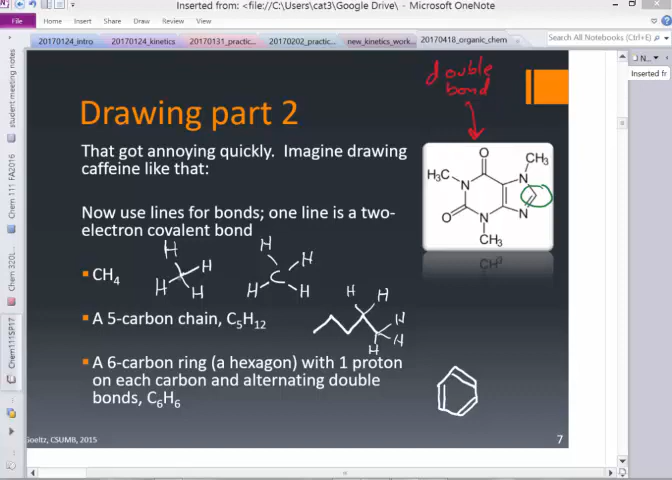 Inserted from: <file://C:/Users/cat3/Google Drive/> - Microsoft OneNote
File
Home
Insert
Share
Draw
Review
View
20170124_intro
20170124_kinetics
20170131_practic...
20170202_practic...
new_kinetics_work...
20170418_organic_chem
Search All Notebooks (Ctrl+E)
N...
Inserted fr
student meeting notes
Chem 111 FA2016
Chem 320L...
Chem111SP17
double
bond
Drawing part 2
That got annoying quickly. Imagine drawing
caffeine like that:
Now use lines for bonds; one line is a two-
electron covalent bond
CH4
A 5-carbon chain, C5H12
A 6-carbon ring (a hexagon) with 1 proton
on each carbon and alternating double
bonds, C6H6
O
CH3
H3C
N
N
O
N
N
CH3
H
H
H
H
H
H
C
H
H
H
H
H
H
H
Goeltz, CSUMB, 2015
7